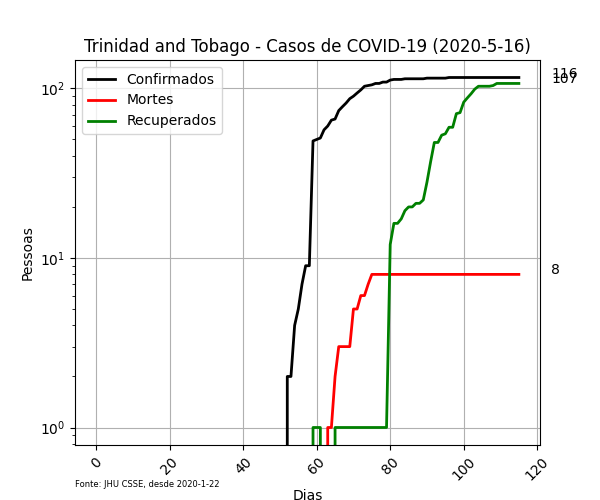 Trinidad and Tobago - Casos de COVID-19 (2020-5-16)
Confirmados
Mortes
Recuperados
116
107
8
10²
10¹
10⁰
Pessoas
0 20 40 60 80 100 120
Fonte: JHU CSSE, desde 2020-1-22
Dias